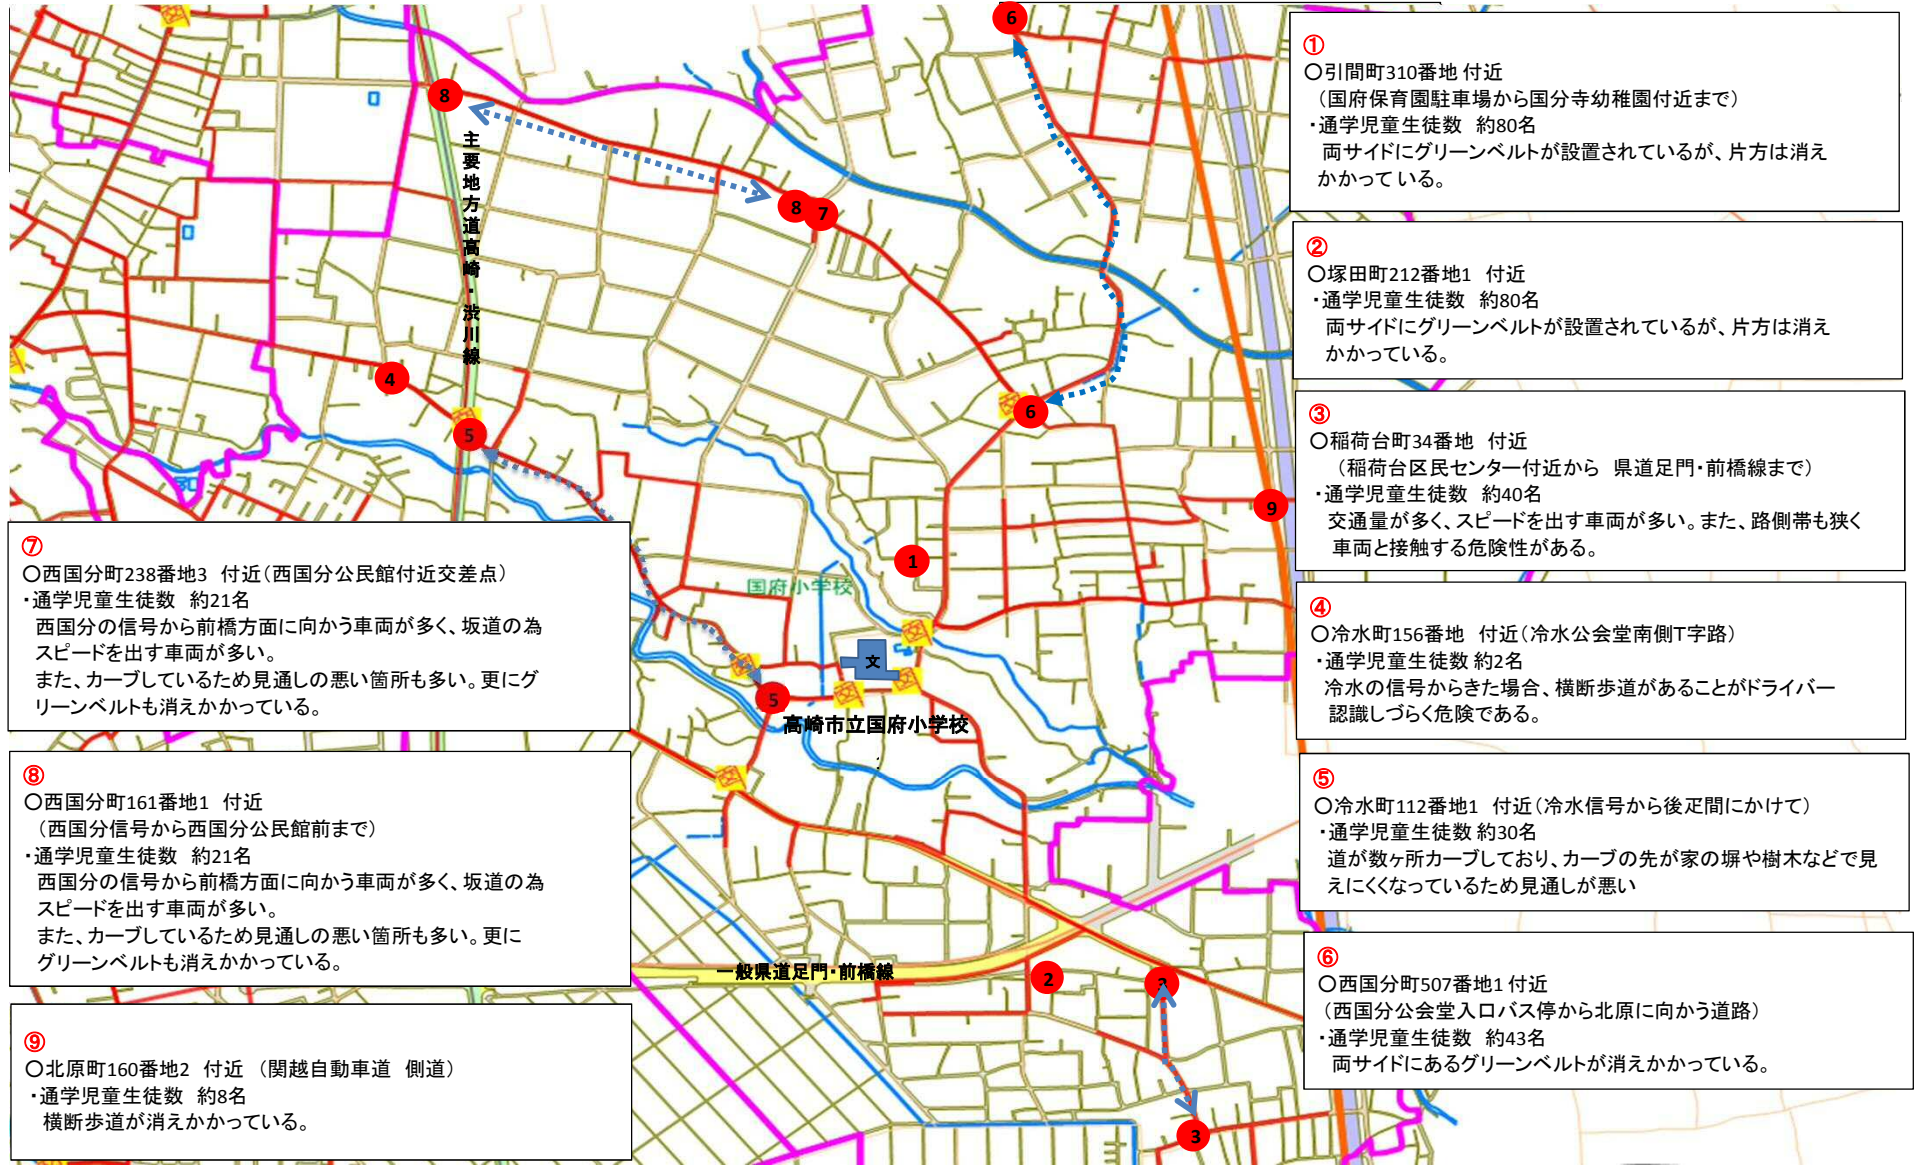 ①
〇引間町310番地 付近
（国府保育園駐車場から国分寺幼稚園付近まで）
・通学児童生徒数 約80名
両サイドにグリーンベルトが設置されているが、片方は消え
かかっている。
②
〇塚田町212番地1 付近
・通学児童生徒数 約80名
両サイドにグリーンベルトが設置されているが、片方は消え
かかっている。
③
〇稲荷台町34番地 付近
（稲荷台区民センター付近から 県道足門・前橋線まで）
・通学児童生徒数 約40名
交通量が多く、スピードを出す車両が多い。また、路側帯も狭く
車両と接触する危険性がある。
④
〇冷水町156番地 付近（冷水公会堂南側T字路）
・通学児童生徒数 約2名
冷水の信号からきた場合、横断歩道があることがドライバー
認識しづらく危険である。
⑤
〇冷水町112番地1 付近（冷水信号から後疋間にかけて）
・通学児童生徒数 約30名
道が数ヶ所カーブしており、カーブの先が家の塀や樹木などで見
えにくくなっているため見通しが悪い
⑥
〇西国分町507番地1 付近
（西国分公会堂入口バス停から北原に向かう道路）
・通学児童生徒数 約43名
両サイドにあるグリーンベルトが消えかかっている。
⑦
〇西国分町238番地3 付近（西国分公民館付近交差点）
・通学児童生徒数 約21名
西国分の信号から前橋方面に向かう車両が多く、坂道の為
スピードを出す車両が多い。
また、カーブしているため見通しの悪い箇所も多い。更にグ
リーンベルトも消えかかっている。
⑧
〇西国分町161番地1 付近
（西国分信号から西国分公民館前まで）
・通学児童生徒数 約21名
西国分の信号から前橋方面に向かう車両が多く、坂道の為
スピードを出す車両が多い。
また、カーブしているため見通しの悪い箇所も多い。更に
グリーンベルトも消えかかっている。
⑨
〇北原町160番地2 付近 （関越自動車道 側道）
・通学児童生徒数 約8名
横断歩道が消えかかっている。
主要地方道高崎・渋川線
国府小学校
文
高崎市立国府小学校
一般県道足門・前橋線
6
8
8
7
4
5
6
9
1
5
2
3
3